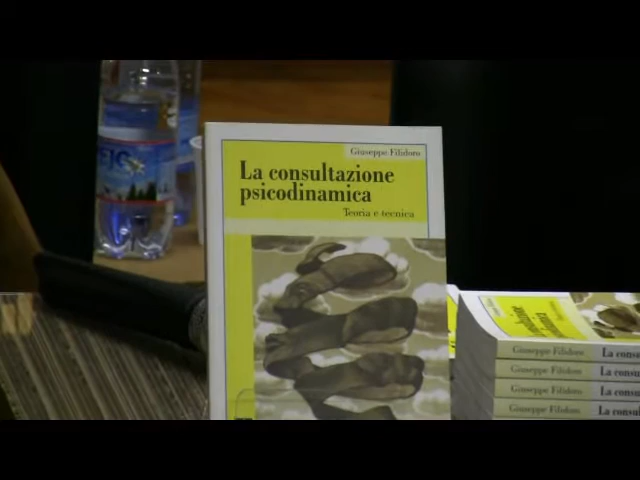 Giuseppe Filidoro
La consultazione
psicodinamica
Teoria e tecnica
Giuseppe Filidoro La consu
Giuseppe Filidoro La consu
Giuseppe Filidoro La consu
Giuseppe Filidoro La consu